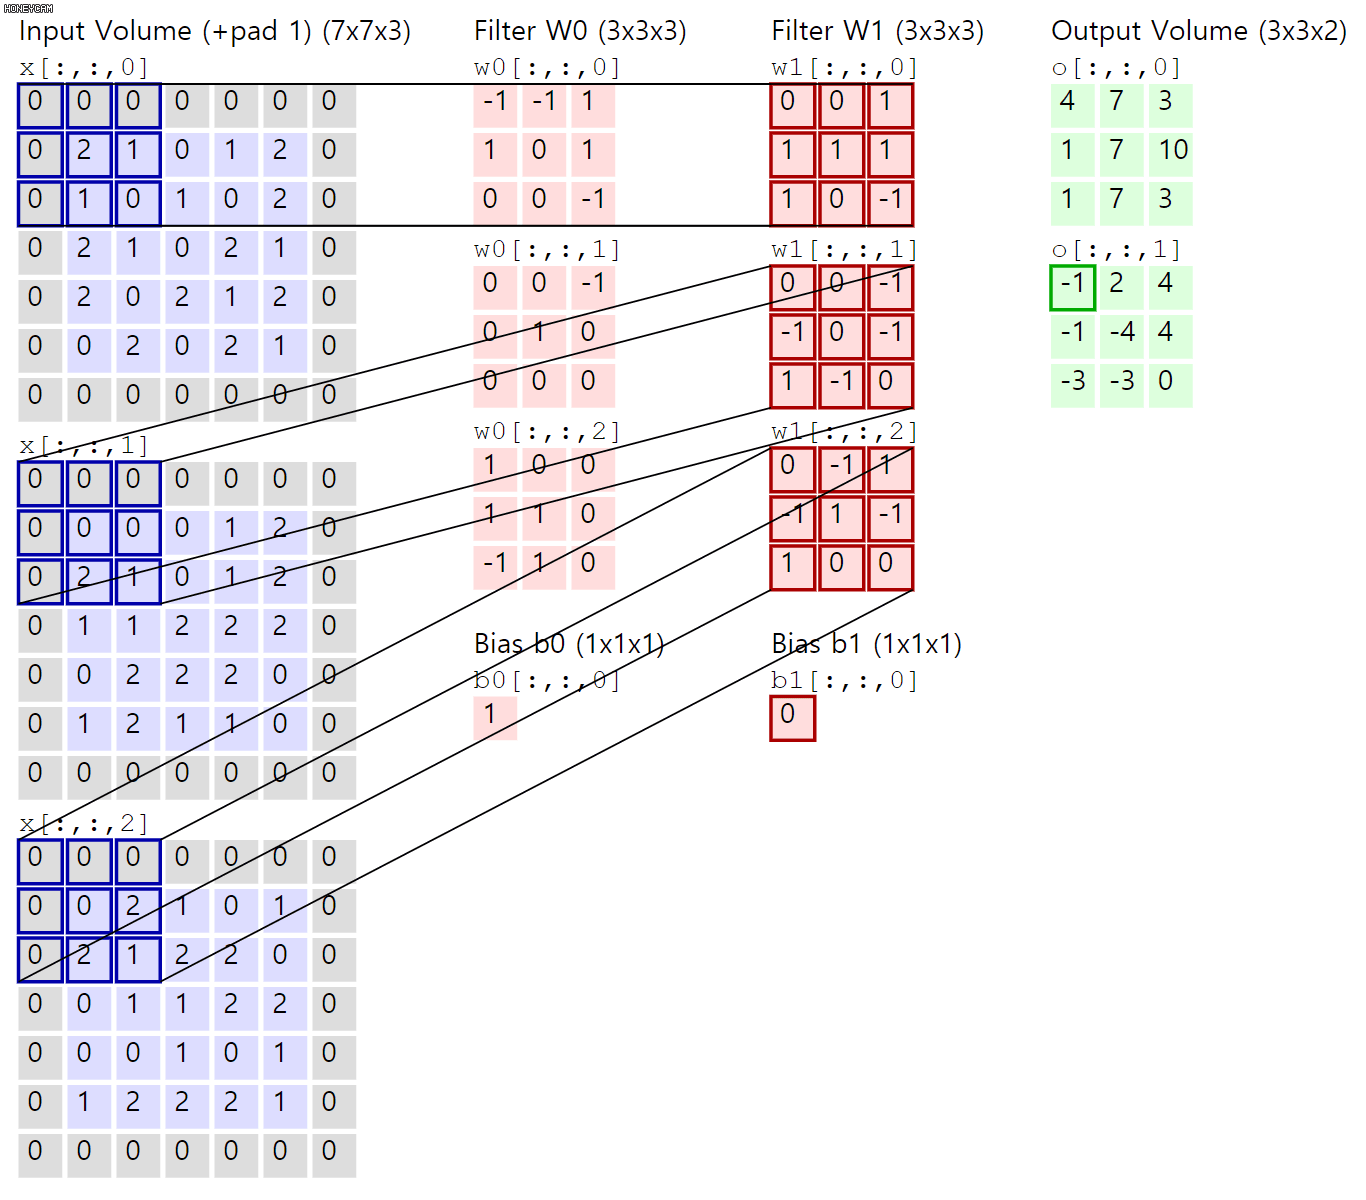 HONEYCAM
Input Volume (+pad 1) (7x7x3)
x[:,:,0]
0 0 0 0 0 0 0
0 2 1 0 1 2 0
0 1 0 1 0 2 0
0 2 1 0 2 1 0
0 2 0 2 1 2 0
0 0 2 0 2 1 0
0 0 0 0 0 0 0
x[:,:,1]
0 0 0 0 0 0 0
0 0 0 0 1 2 0
0 2 1 0 1 2 0
0 1 1 2 2 2 0
0 0 2 2 2 0 0
0 1 2 1 1 0 0
0 0 0 0 0 0 0
x[:,:,2]
0 0 0 0 0 0 0
0 0 2 1 0 1 0
0 2 1 2 2 0 0
0 0 1 1 2 2 0
0 0 0 1 0 1 0
0 1 2 2 2 1 0
0 0 0 0 0 0 0
Filter W0 (3x3x3)
w0[:,:,0]
-1 -1 1
1 0 1
0 0 -1
w0[:,:,1]
0 0 -1
0 1 0
0 0 0
w0[:,:,2]
1 0 0
1 1 0
-1 1 0
Bias b0 (1x1x1)
b0[:,:,0]
1
Filter W1 (3x3x3)
w1[:,:,0]
0 0 1
1 1 1
1 0 -1
w1[:,:,1]
0 0 -1
-1 0 -1
1 -1 0
w1[:,:,2]
0 -1 1
-1 1 -1
1 0 0
Bias b1 (1x1x1)
b1[:,:,0]
0
Output Volume (3x3x2)
o[:,:,0]
4 7 3
1 7 10
1 7 3
o[:,:,1]
-1 2 4
-1 -4 4
-3 -3 0